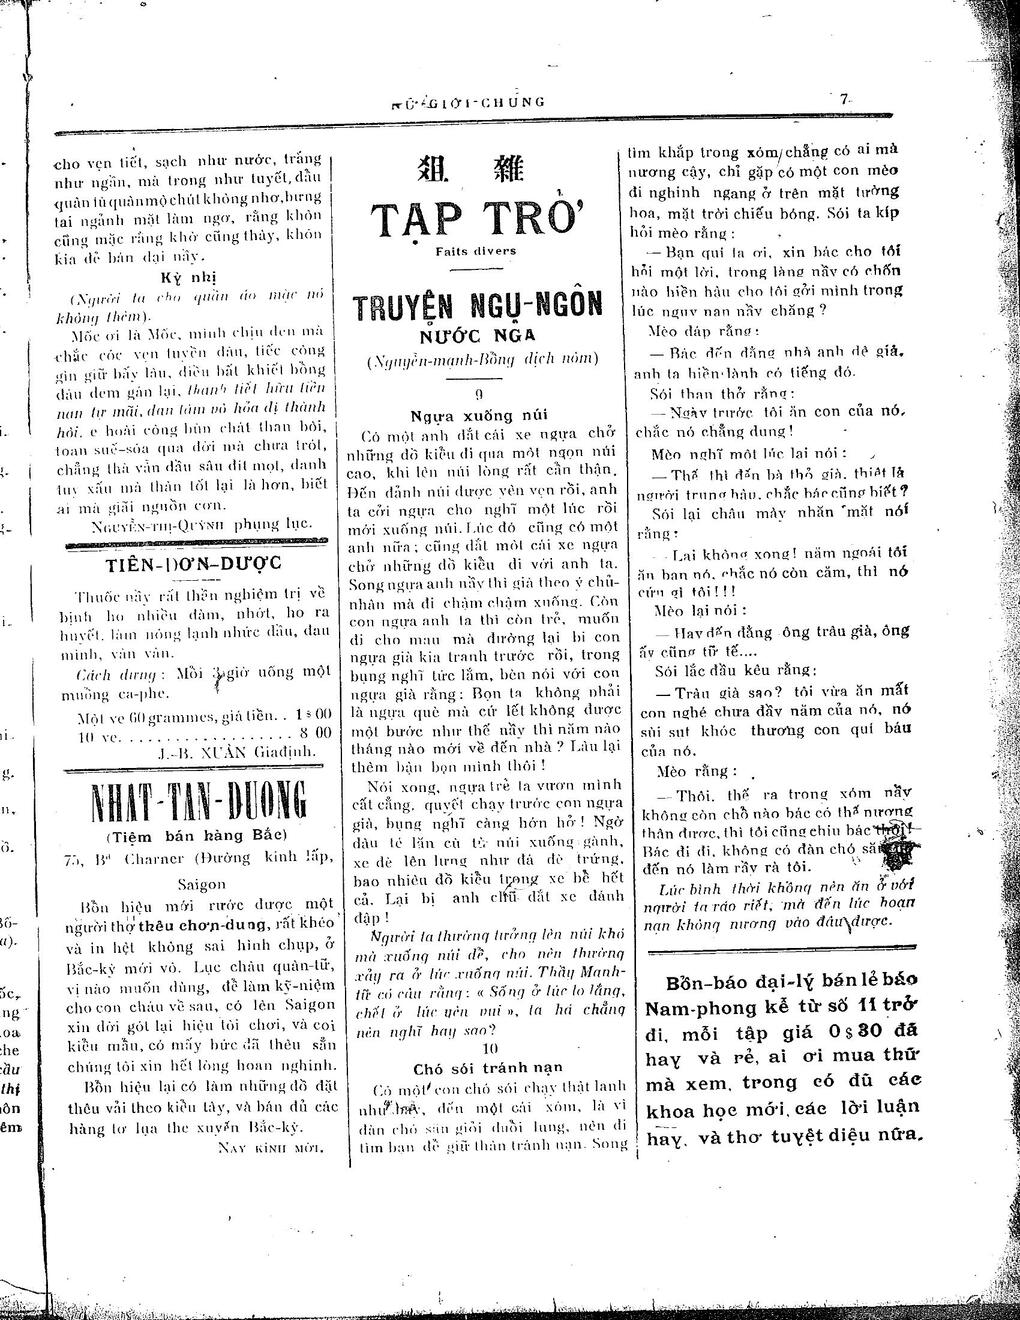 NỮ-GIỚI-CHUNG
7
cho vẹn tiết, sạch như nước, trắng
như ngần, mà trong như tuyết, dầu
quân tử quân mộ chút không nhơ, bưng
tai ngảnh mặt làm ngơ, rằng khôn
cũng mặc rằng khờ cũng thây, khôn
kia dễ bán dại nầy.
Kỳ nhị
(Người ta cho quần áo mặc nó
không thèm).
Mốc ơi là Mốc, mình chịu đen mà
chắc cóc vẹn tuyền đâu, tiếc công
gìn giữ bấy lâu, điều bất khiết bỗng
đâu đem gán lại, thanh tiết hữu tiền
nan tự mãi, đan tâm vô hỏa dị thành
hôi, e hoài công bùn chát than bôi,
toan suế-sóa qua đời mà chưa trót,
chẳng thà vẫn đầu sâu đít mọt, danh
tuy xấu mà thân tốt lại là hơn, biết
ai mà giãi nguồn cơn.
NGUYỄN-THỊ-QUỲNH phụng lục.
TIÊN-ĐƠN-DƯỢC
Thuốc nầy rất thần nghiệm trị về
bịnh ho nhiều đàm, nhớt, ho ra
huyết, làm nóng lạnh nhức đầu, đau
mình, vân vân.
Cách dùng : Mỗi 3 giờ uống một
muỗng ca-phe.
Một ve 60 grammes, giá tiền. . 1$00
10 ve. . . . . . . . . . . . . . . . . . 8 00
J.-B. XUÂN Giađịnh.
NHAT-TAN-DUONG
(Tiệm bán hàng Bắc)
75, Bd Charner (Đường kinh lấp,
Saigon
Bổn hiệu mới rước được một
người thợ thêu chơn-dung, rất khéo
và in hệt không sai hình chụp, ở
Bắc-kỳ mới vô. Lục châu quân-tữ,
vị nào muốn dùng, để làm kỹ-niệm
cho con cháu về sau, có lên Saigon
xin dời gót lại hiệu tôi chơi, và coi
kiểu mẫu, có mấy bức đã thêu sẵn
chúng tôi xin hết lòng hoan nghinh.
Bổn hiệu lại có làm những đồ dặt
thêu vải theo kiểu tây, và bán đủ các
hàng tơ lụa the xuyến Bắc-kỳ.
NAY KÍNH MỜI.
俎 雜
TẠP TRỞ
Faits divers
TRUYỆN NGỤ-NGÔN
NƯỚC NGA
(Nguyễn-mạnh-Bổng dịch nôm)
9
Ngựa xuống núi
Có một anh dắt cái xe ngựa chở
những đồ kiểu đi qua một ngọn núi
cao, khi lên núi lòng rất cẩn thận.
Đến đảnh núi được yên vẹn rồi, anh
ta cởi ngựa cho nghĩ một lúc rồi
mới xuống núi. Lúc đó cũng có một
anh nữa ; cũng dắt một cái xe ngựa
chở những đồ kiểu đi với anh ta.
Song ngựa anh nầy thì già theo ý chủ-
nhân mà đi chậm chậm xuống. Còn
con ngựa anh ta thì còn trẻ, muốn
đi cho mau mà đường lại bị con
ngựa già kia tranh trước rồi, trong
bụng nghĩ tức lắm, bèn nói với con
ngựa già rằng : Bọn ta không phải
là ngựa què mà cứ lết không được
một bước như thế nầy thì năm nào
tháng nào mới về đến nhà ? Lâu lại
thêm bận bọn mình thôi !
Nói xong, ngựa trẻ ta vươn mình
cất cẳng, quyết chạy trước con ngựa
già, bụng nghĩ càng hớn hở ! Ngờ
đâu té lăn cù từ núi xuống gành,
xe đè lên lưng như đá đè trứng,
bao nhiêu đồ kiểu trong xe bể hết
cả. Lại bị anh chủ dắt xe đánh
đập !
Người ta thường tưởng lên núi khó
mà xuống núi dễ, cho nên thường
xảy ra ở lúc xuống núi. Thầy Mạnh-
tử có câu rằng : « Sống ở lúc lo lắng,
chết ở lúc yên vui », ta há chẳng
nên nghĩ hay sao?
10
Chó sói tránh nạn
Có một con chó sói chạy thật lanh
như bay, đến một cái xóm, là vì
đàn chó săn giỏi đuổi lung, nên đi
tìm bạn để giữ thân tránh nạn. Song
tìm khắp trong xóm chẳng có ai mà
nương cậy, chỉ gặp có một con mèo
đi nghinh ngang ở trên mặt tường
hoa, mặt trời chiếu bóng. Sói ta kíp
hỏi mèo rằng :
— Bạn quí ta ơi, xin bác cho tôi
hỏi một lời, trong làng nầy có chốn
nào hiền hậu cho tôi gởi mình trong
lúc nguy nan nầy chăng ?
Mèo đáp rằng :
— Bác đến đằng nhà anh dê già,
anh ta hiền-lành có tiếng đó.
Sói than thở rằng :
— Ngày trước tôi ăn con của nó,
chắc nó chẳng dung !
Mèo nghĩ một lúc lại nói :
— Thế thì đến bà thỏ già, thiệt là
người trung hậu, chắc bác cũng biết ?
Sói lại châu mày nhăn mặt nói
rằng :
— Lại không xong ! năm ngoái tôi
ăn bạn nó, chắc nó còn căm, thì nó
cứu gì tôi ! ! !
Mèo lại nói :
— Hay đến đằng ông trâu già, ông
ấy cũng tử tế....
Sói lắc đầu kêu rằng :
— Trâu già sao? tôi vừa ăn mất
con nghé chưa đầy năm của nó, nó
sùi sụt khóc thương con quí báu
của nó.
Mèo rằng :
— Thôi, thế ra trong xóm nầy
không còn chỗ nào bác có thể nương
thân được, thì tôi cũng chịu bác thôi !
Bác đi đi, không có đàn chó săn
đến nó làm rầy rà tôi.
Lúc bình thời không nên ăn ở với
người ta ráo riết, mà đến lúc hoạn
nạn không nương vào đâu được.
Bổn-báo đại-lý bán lẻ báo
Nam-phong kể từ số 11 trở
đi, mỗi tập giá 0$80 đã
hay và rẻ, ai ơi mua thữ
mà xem, trong có đủ các
khoa học mới, các lời luận
hay, và thơ tuyệt diệu nữa.